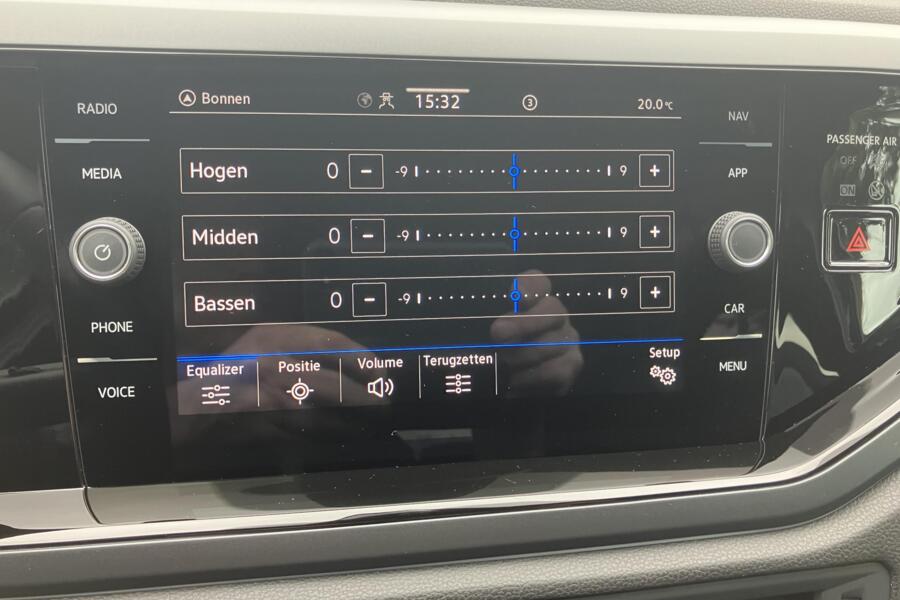 RADIO
MEDIA
PHONE
VOICE
Bonnen 15:32 3 20.0°C
Hogen 0 - -9 9 +
Midden 0 - -9 9 +
Bassen 0 - -9 9 +
Equalizer Positie Volume Terugzetten Setup
NAV
APP
CAR
MENU
PASSENGER AIR
OFF
ON